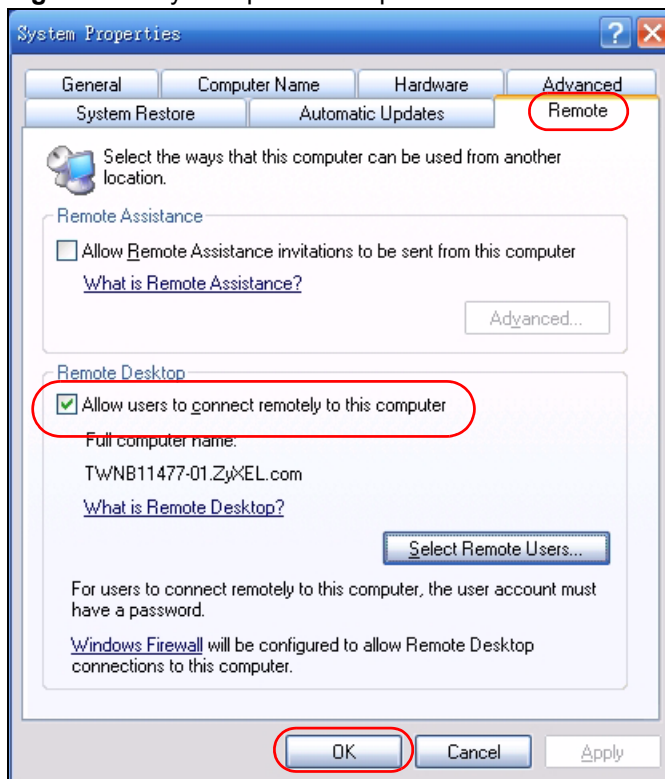 System Properties
General Computer Name Hardware Advanced
System Restore Automatic Updates Remote
Select the ways that this computer can be used from another
location.
Remote Assistance
Allow Remote Assistance invitations to be sent from this computer
What is Remote Assistance?
Advanced...
Remote Desktop
Allow users to connect remotely to this computer
Full computer name:
TWNB11477-01.ZyXEL.com
What is Remote Desktop?
Select Remote Users...
For users to connect remotely to this computer, the user account must
have a password.
Windows Firewall will be configured to allow Remote Desktop
connections to this computer.
OK Cancel Apply